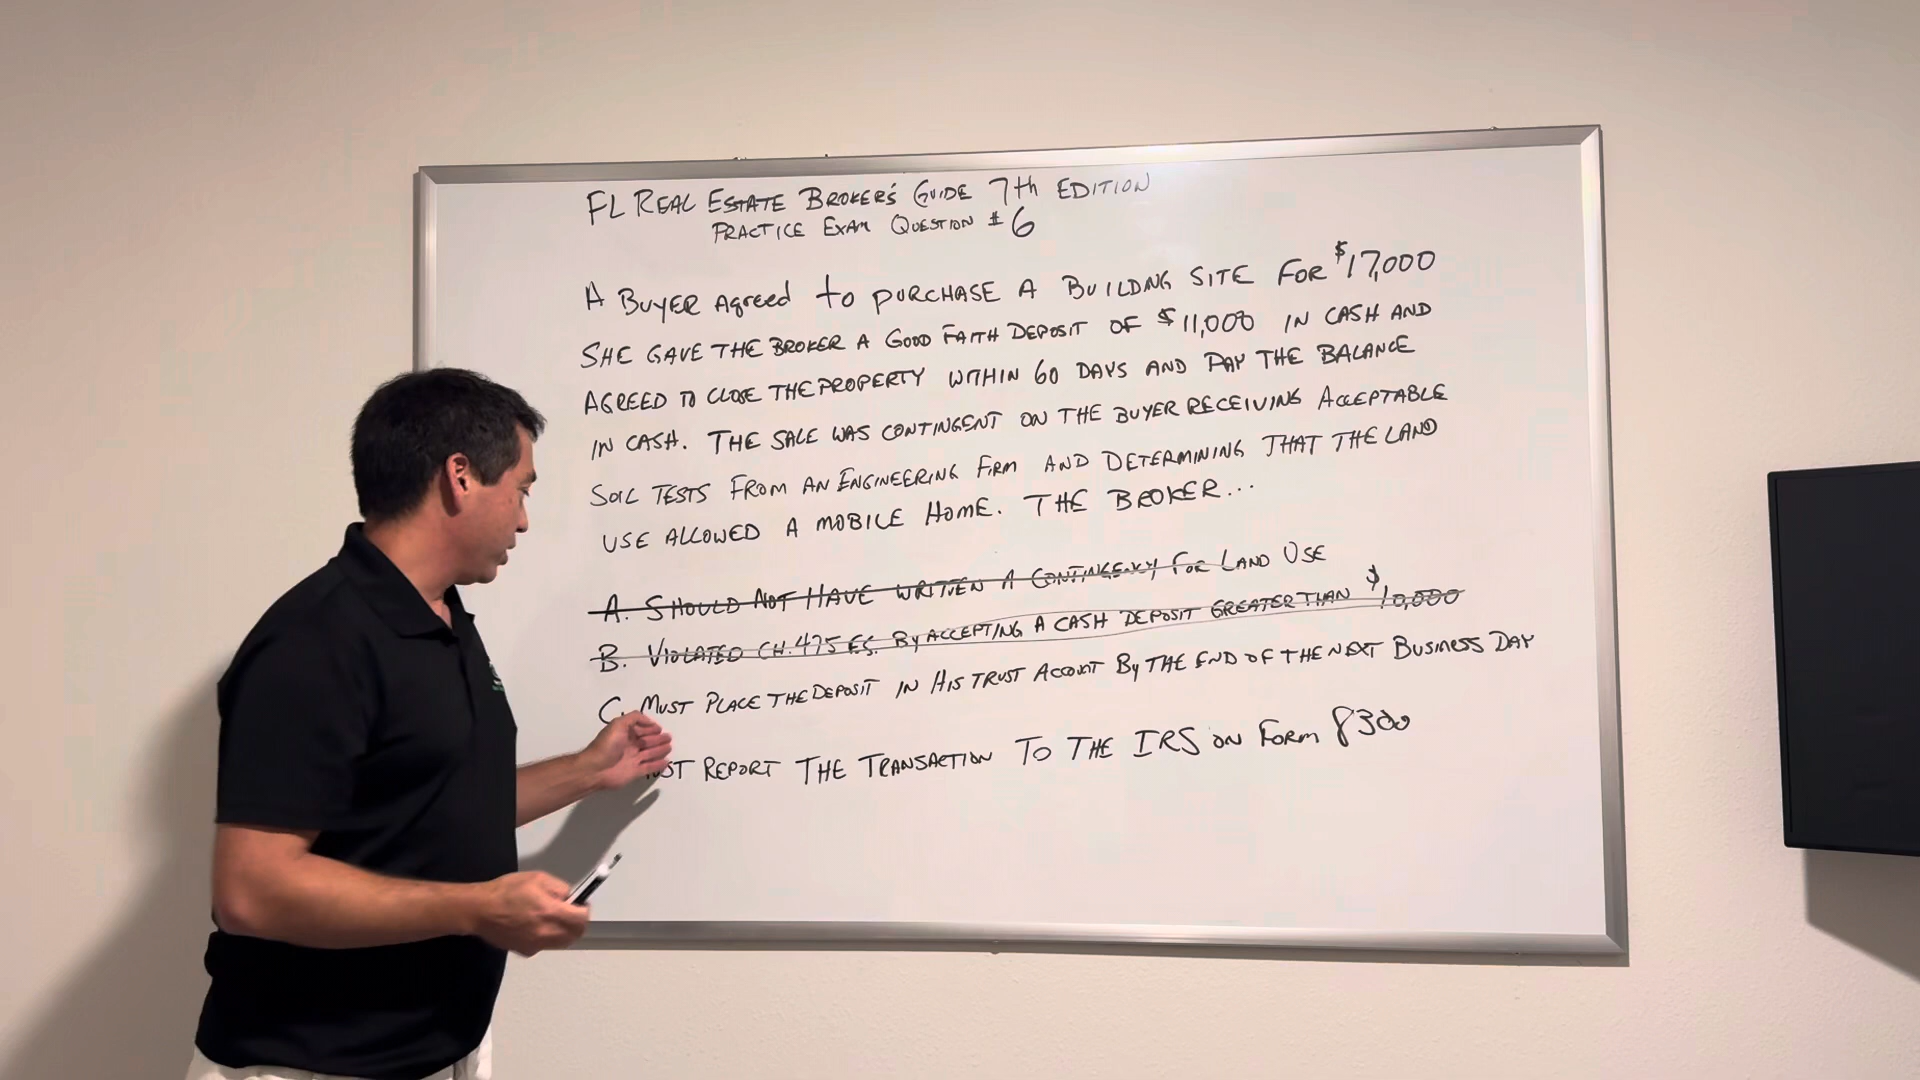 FL REAL ESTATE BROKER'S GUIDE 7th EDITION
PRACTICE EXAM QUESTION #6
A BUYER Agreed to PURCHASE A BUILDING SITE FOR $17,000
SHE GAVE THE BROKER A GOOD FAITH DEPOSIT OF $11,000 IN CASH AND
AGREED TO CLOSE THE PROPERTY WITHIN 60 DAYS AND PAY THE BALANCE
IN CASH. THE SALE WAS CONTINGENT ON THE BUYER RECEIVING ACCEPTABLE
SOIL TESTS FROM AN ENGINEERING FIRM AND DETERMINING THAT THE LAND
USE ALLOWED A MOBILE HOME. THE BROKER...
A. SHOULD NOT HAVE WRITTEN A CONTINGENCY FOR LAND USE
B. VIOLATED CH. 475 F.S. BY ACCEPTING A CASH DEPOSIT GREATER THAN $10,000
C. MUST PLACE THE DEPOSIT IN HIS TRUST ACCOUNT BY THE END OF THE NEXT BUSINESS DAY
REPORT THE TRANSACTION TO THE IRS ON FORM 8300